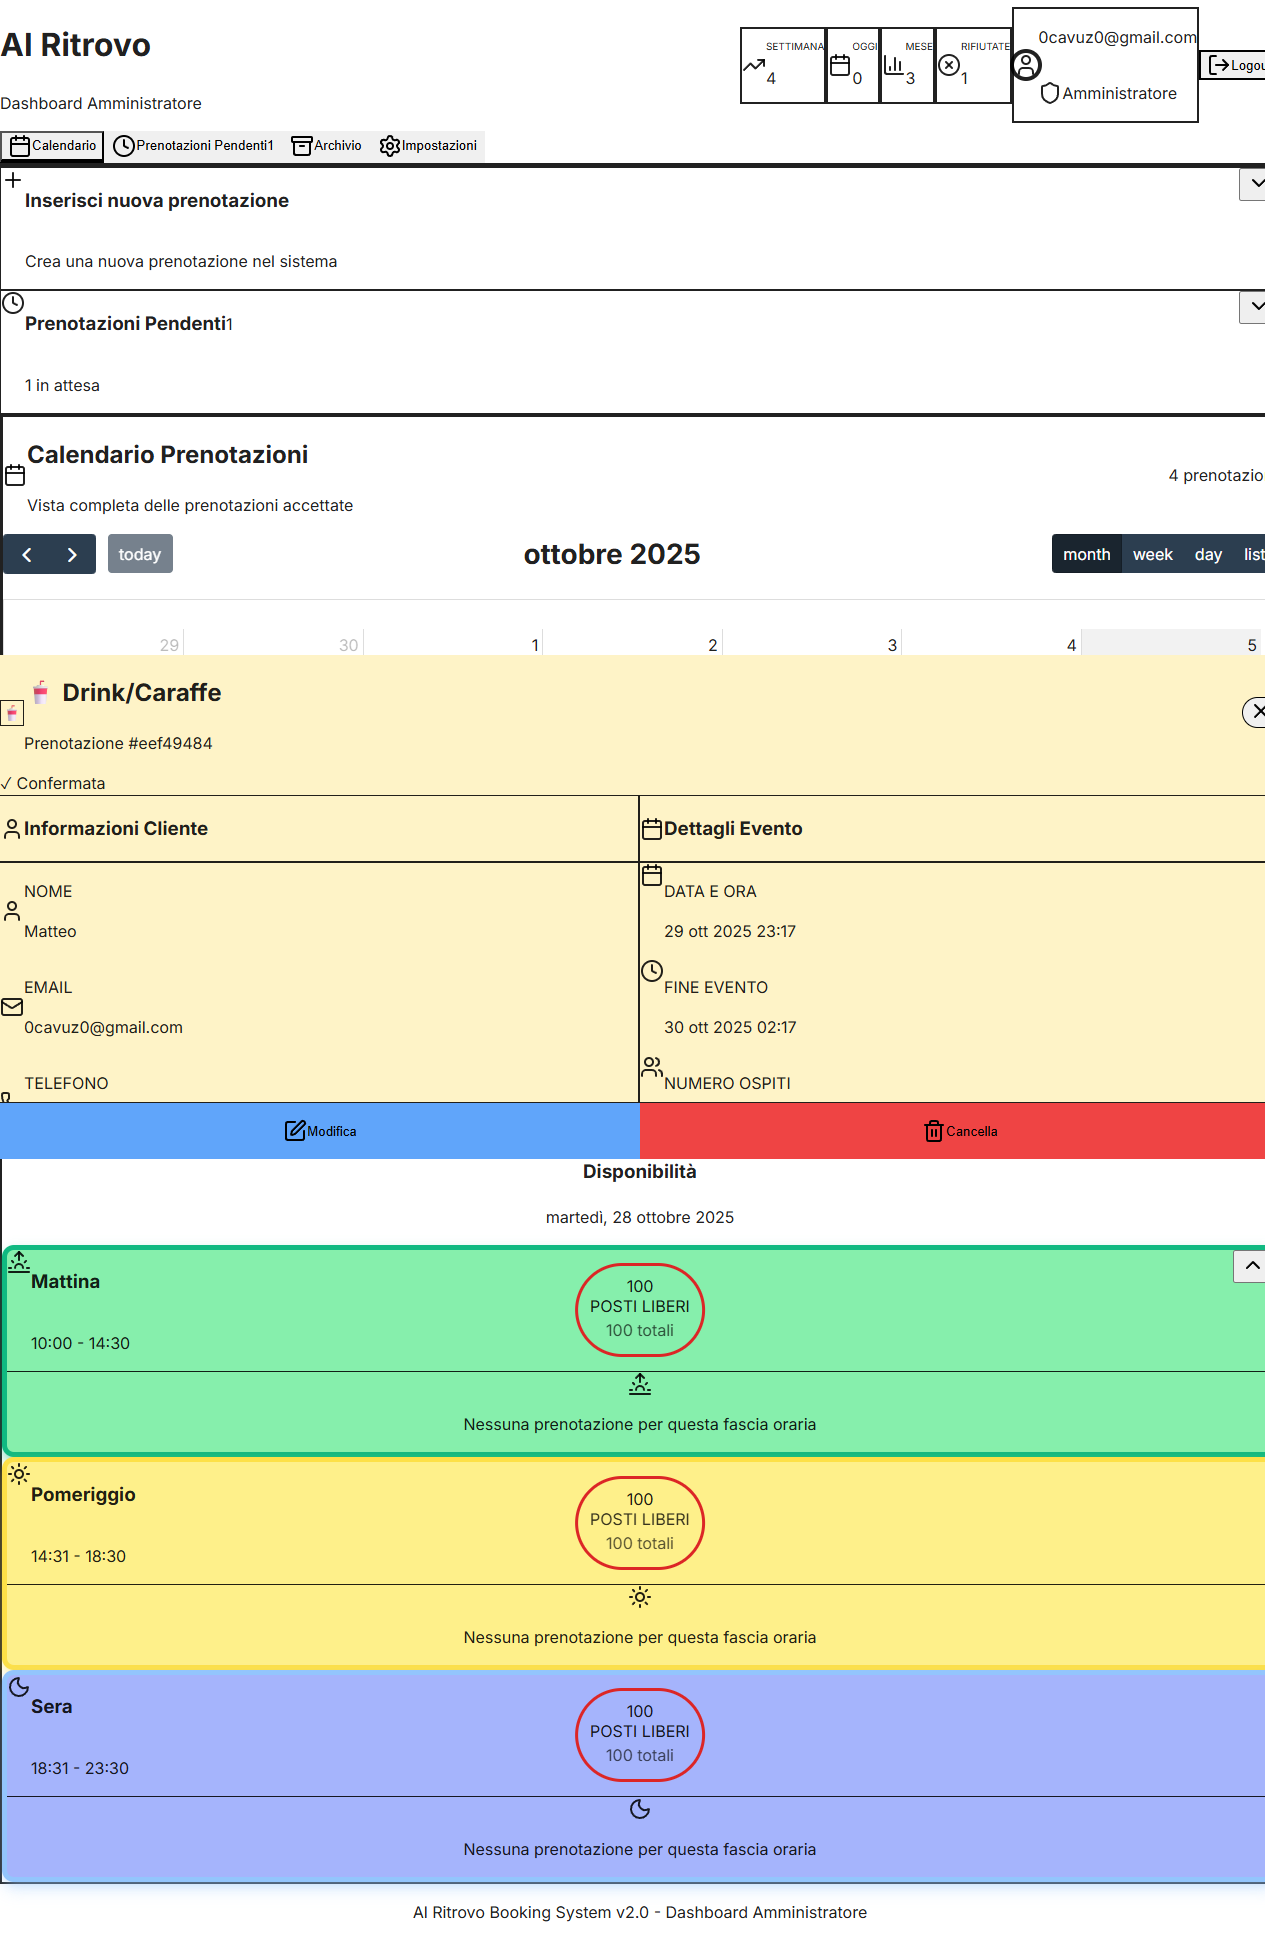 Al Ritrovo
Dashboard Amministratore
SETTIMANA
4
OGGI
0
MESE
3
RIFIUTATE
1
0cavuz0@gmail.com
Amministratore
Calendario
Prenotazioni Pendenti1
Archivio
Impostazioni
Inserisci nuova prenotazione
Crea una nuova prenotazione nel sistema
Prenotazioni Pendenti1
1 in attesa
Calendario Prenotazioni
Vista completa delle prenotazioni accettate
4 prenotazio
today
ottobre 2025
month
week
day
list
29
30
1
2
3
4
5
Drink/Caraffe
Prenotazione #eef49484
✓ Confermata
Informazioni Cliente
Dettagli Evento
NOME
Matteo
EMAIL
0cavuz0@gmail.com
TELEFONO
DATA E ORA
29 ott 2025 23:17
FINE EVENTO
30 ott 2025 02:17
NUMERO OSPITI
Modifica
Cancella
Disponibilità
martedì, 28 ottobre 2025
Mattina
10:00 - 14:30
100
POSTI LIBERI
100 totali
Nessuna prenotazione per questa fascia oraria
Pomeriggio
14:31 - 18:30
100
POSTI LIBERI
100 totali
Nessuna prenotazione per questa fascia oraria
Sera
18:31 - 23:30
100
POSTI LIBERI
100 totali
Nessuna prenotazione per questa fascia oraria
Al Ritrovo Booking System v2.0 - Dashboard Amministratore